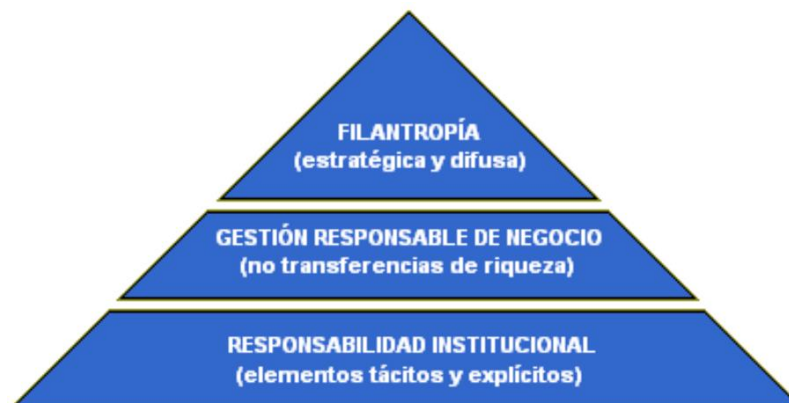 FILANTROPÍA
(estratégica y difusa)
GESTIÓN RESPONSABLE DE NEGOCIO
(no transferencias de riqueza)
RESPONSABILIDAD INSTITUCIONAL
(elementos tácitos y explícitos)